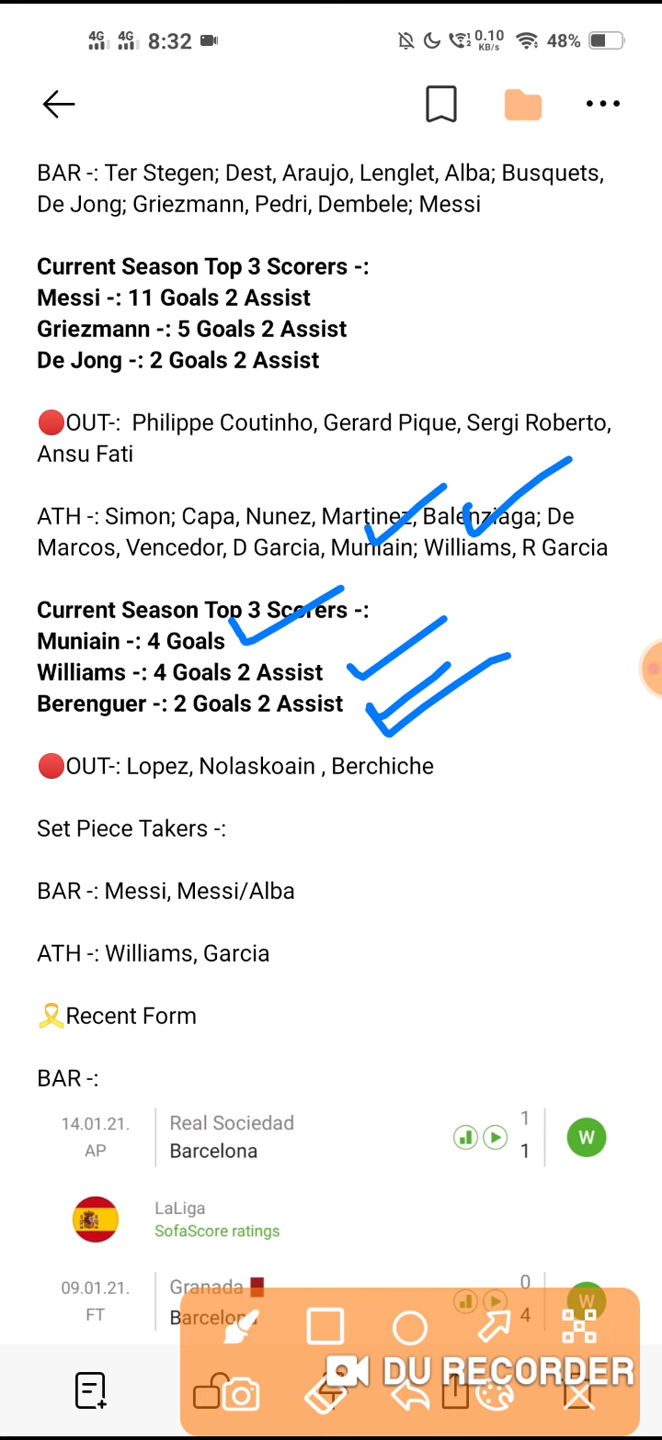 4G 4G 8:32 0.10 KB/s 48%
BAR -: Ter Stegen; Dest, Araujo, Lenglet, Alba; Busquets,
De Jong; Griezmann, Pedri, Dembele; Messi
Current Season Top 3 Scorers -:
Messi -: 11 Goals 2 Assist
Griezmann -: 5 Goals 2 Assist
De Jong -: 2 Goals 2 Assist
🔴OUT-: Philippe Coutinho, Gerard Pique, Sergi Roberto,
Ansu Fati
ATH -: Simon; Capa, Nunez, Martinez, Balenziaga; De
Marcos, Vencedor, D Garcia, Muniain; Williams, R Garcia
Current Season Top 3 Scorers -:
Muniain -: 4 Goals
Williams -: 4 Goals 2 Assist
Berenguer -: 2 Goals 2 Assist
🔴OUT-: Lopez, Nolaskoain , Berchiche
Set Piece Takers -:
BAR -: Messi, Messi/Alba
ATH -: Williams, Garcia
🎗Recent Form
BAR -:
14.01.21. Real Sociedad 1
AP Barcelona 1 W
LaLiga
SofaScore ratings
09.01.21. Granada 0
FT Barcelona 4 W
DU RECORDER